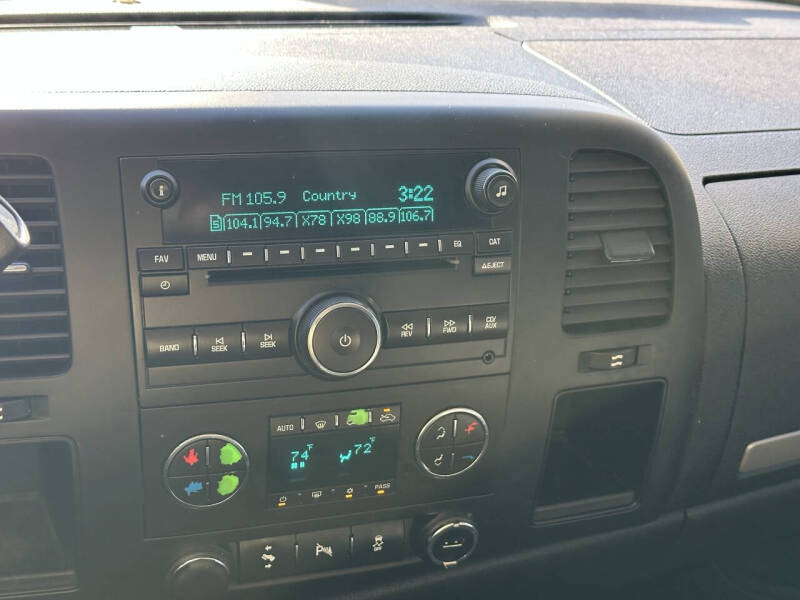 FM 105.9 Country 3:22
104.1 94.7 X78 X98 88.9 106.7
FAV MENU EQ CAT
EJECT
BAND SEEK SEEK REV FWD CD/AUX
AUTO
74°F 72°F
PASS